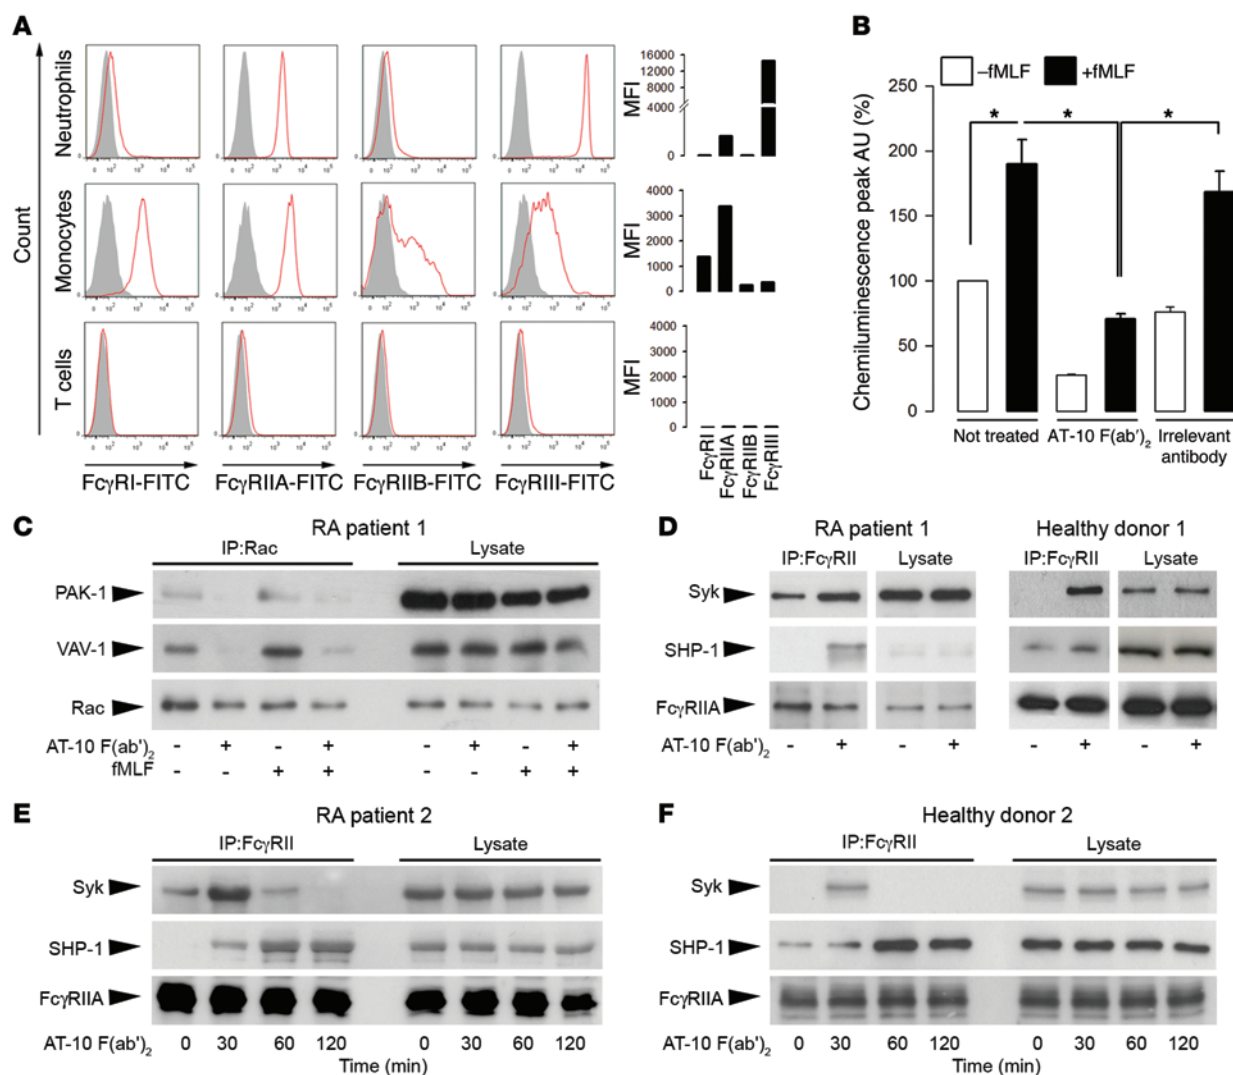 A
Neutrophils
Monocytes
T cells
Count
0 10² 10³ 10⁴ 10⁵
FcγRI-FITC
FcγRIIA-FITC
FcγRIIB-FITC
FcγRIII-FITC
MFI
16000
14000
12000
4000
2000
0
MFI
4000
3000
2000
1000
0
MFI
4000
3000
2000
1000
0
FcγRI
FcγRIIA
FcγRIIB
FcγRIII
B
–fMLF +fMLF
Chemiluminescence peak AU (%)
250
200
150
100
50
0
* * *
Not treated AT-10 F(ab')₂ Irrelevant antibody
C
RA patient 1
IP:Rac Lysate
PAK-1
VAV-1
Rac
AT-10 F(ab')₂ - + - + - + - +
fMLF - - + + - - + +
D
RA patient 1 Healthy donor 1
IP:FcγRII Lysate IP:FcγRII Lysate
Syk
SHP-1
FcγRIIA
AT-10 F(ab')₂ - + - + - + - +
E
RA patient 2
IP:FcγRII Lysate
Syk
SHP-1
FcγRIIA
AT-10 F(ab')₂ 0 30 60 120 0 30 60 120
Time (min)
F
Healthy donor 2
IP:FcγRII Lysate
Syk
SHP-1
FcγRIIA
AT-10 F(ab')₂ 0 30 60 120 0 30 60 120
Time (min)